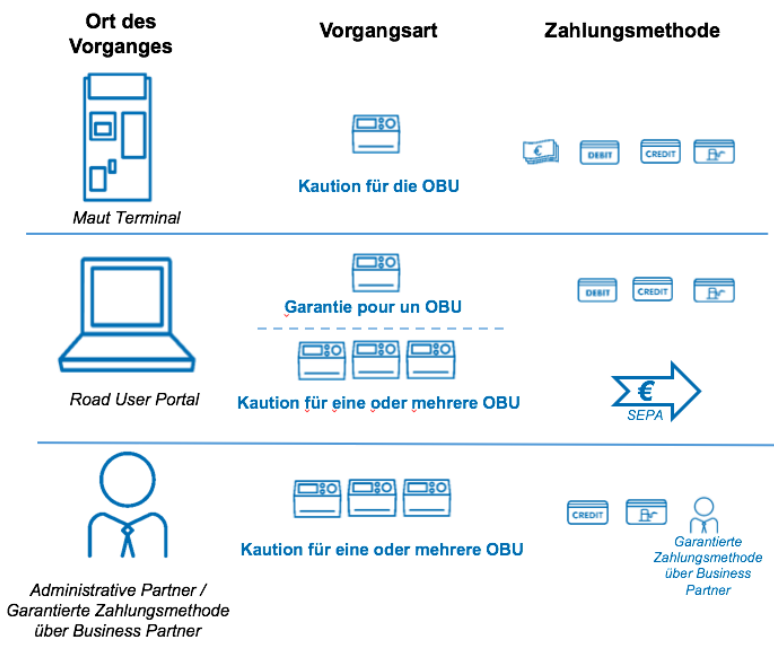 Ort des
Vorganges
Vorgangsart
Zahlungsmethode
€
DEBIT
CREDIT
Kaution für die OBU
Maut Terminal
DEBIT
CREDIT
Garantie pour un OBU
Road User Portal
Kaution für eine oder mehrere OBU
€
SEPA
CREDIT
Kaution für eine oder mehrere OBU
Garantierte
Zahlungsmethode
über Business
Partner
Administrative Partner /
Garantierte Zahlungsmethode
über Business Partner